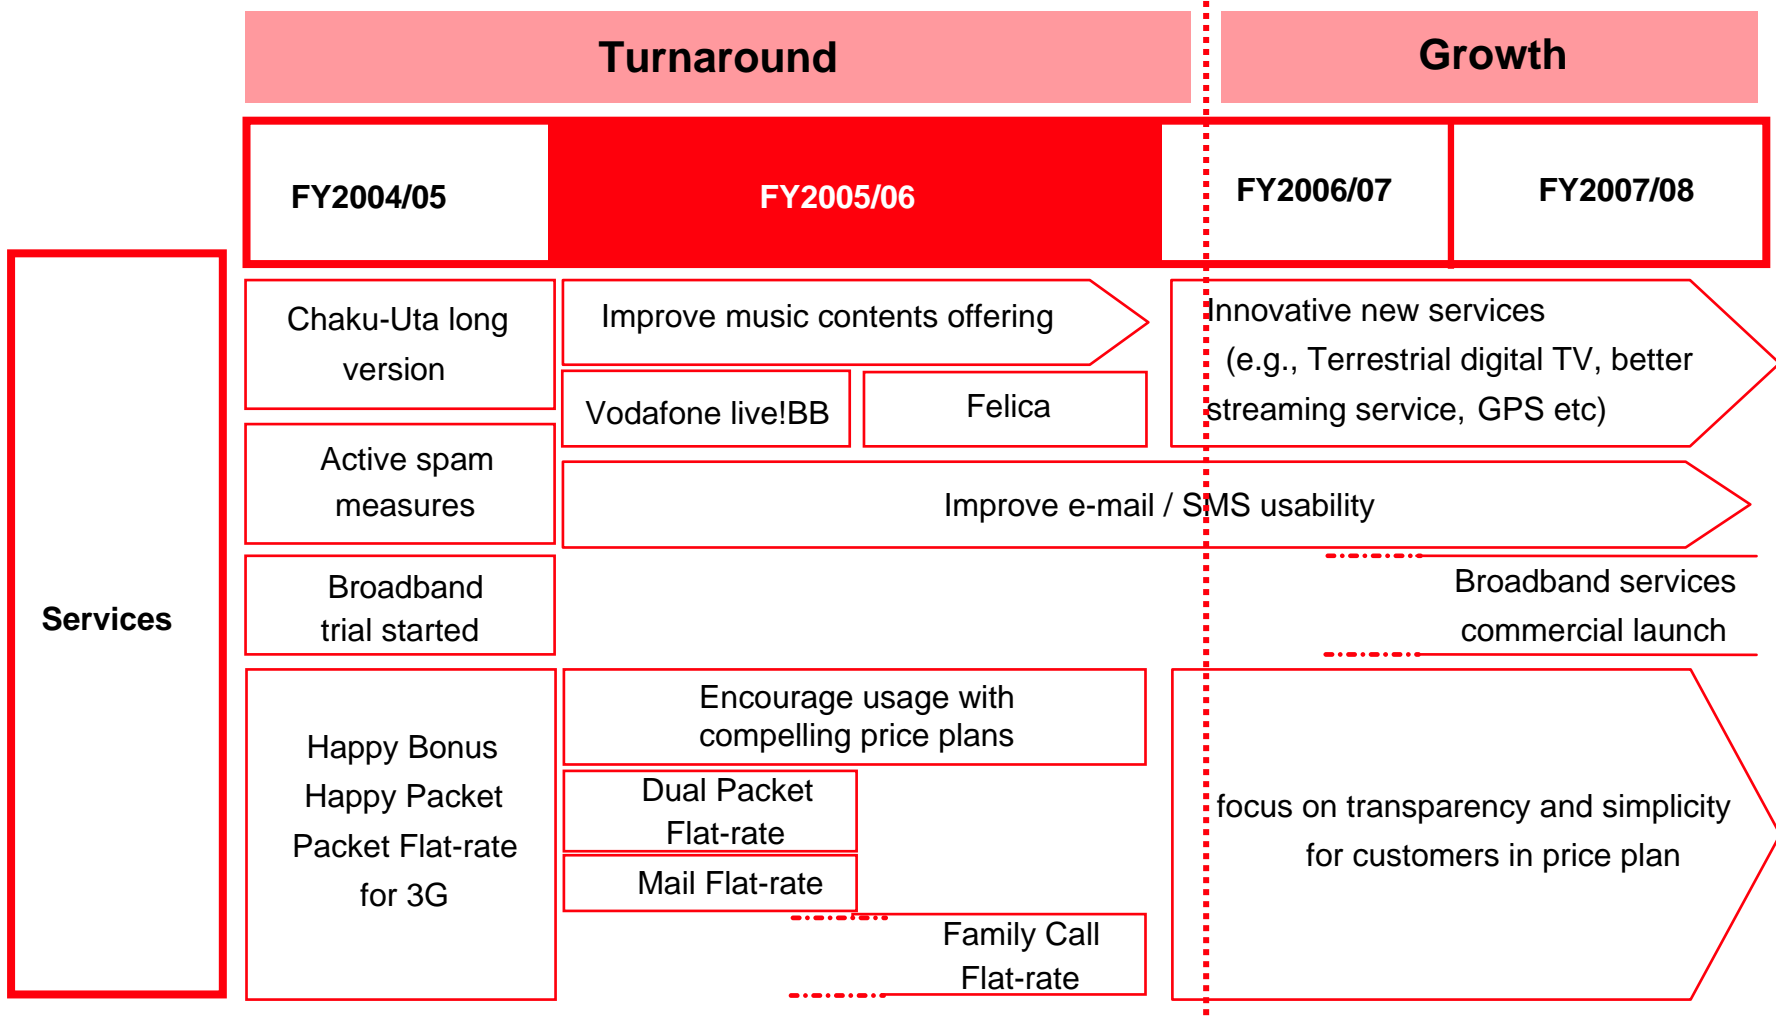 Turnaround
Growth
FY2004/05
FY2005/06
FY2006/07
FY2007/08
Services
Chaku-Uta long
version
Improve music contents offering
Vodafone live!BB
Felica
Innovative new services
(e.g., Terrestrial digital TV, better
streaming service, GPS etc)
Active spam
measures
Improve e-mail / SMS usability
Broadband
trial started
Broadband services
commercial launch
Happy Bonus
Happy Packet
Packet Flat-rate
for 3G
Encourage usage with
compelling price plans
Dual Packet
Flat-rate
Mail Flat-rate
Family Call
Flat-rate
focus on transparency and simplicity
for customers in price plan